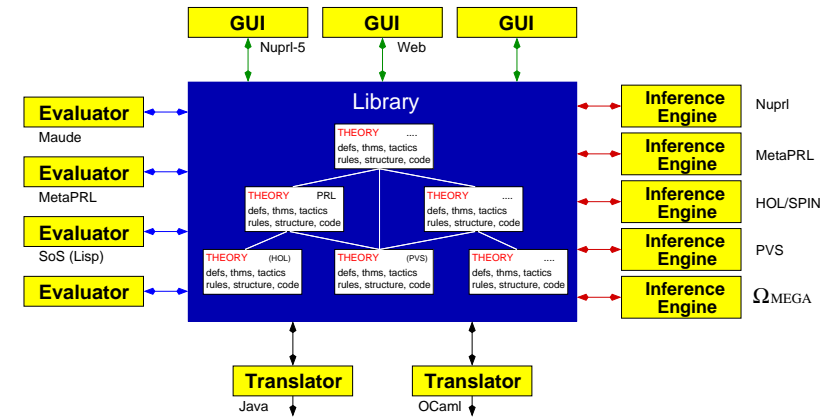 GUI GUI GUI
Nuprl-5 Web
Library
Evaluator
Maude
Evaluator
MetaPRL
Evaluator
SoS (Lisp)
Evaluator
THEORY ....
defs, thms, tactics
rules, structure, code
THEORY PRL
defs, thms, tactics
rules, structure, code
THEORY ....
defs, thms, tactics
rules, structure, code
THEORY (HOL)
defs, thms, tactics
rules, structure, code
THEORY (PVS)
defs, thms, tactics
rules, structure, code
THEORY ....
defs, thms, tactics
rules, structure, code
Inference
Engine
Nuprl
Inference
Engine
MetaPRL
Inference
Engine
HOL/SPIN
Inference
Engine
PVS
Inference
Engine
ΩMEGA
Translator Translator
Java OCaml